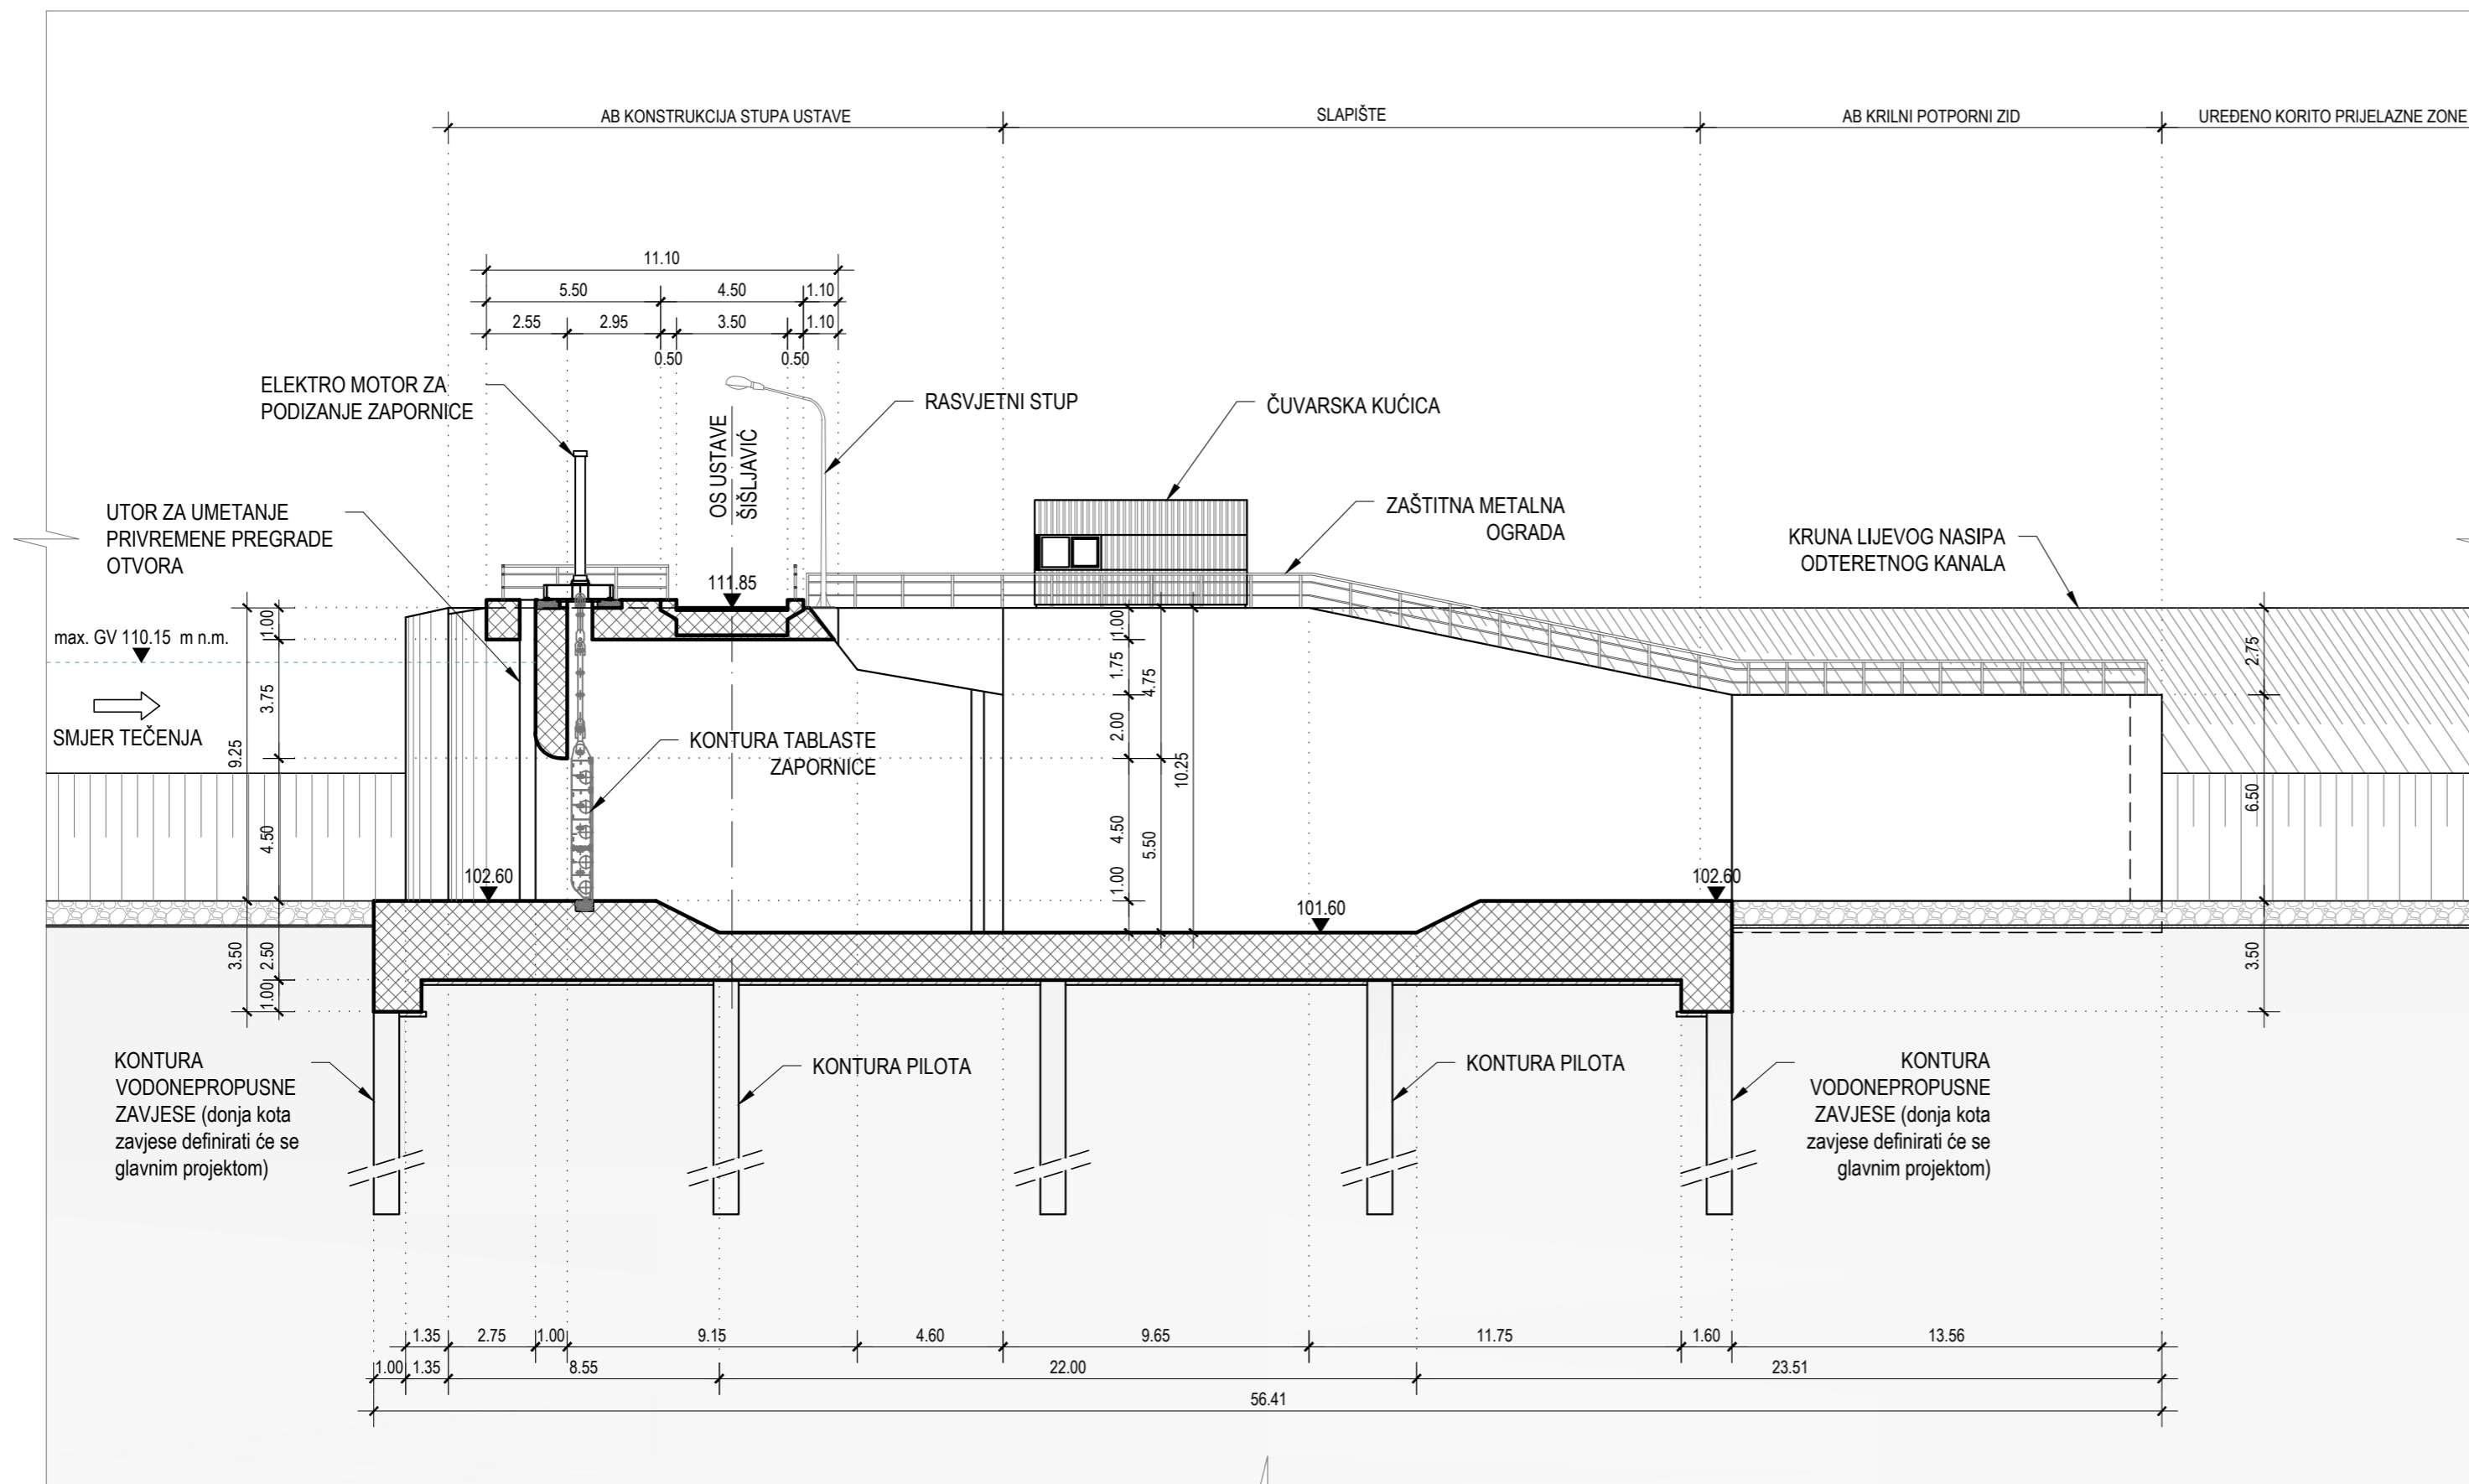 AB KONSTRUKCIJA STUPA USTAVE
SLAPIŠTE
AB KRILNI POTPORNI ZID
UREĐENO KORITO PRIJELAZNE ZONE
11.10
5.50
4.50
1.10
2.55
2.95
3.50
1.10
0.50
0.50
ELEKTRO MOTOR ZA
PODIZANJE ZAPORNICE
OS USTAVE
ŠIŠLJAVIĆ
RASVJETNI STUP
ČUVARSKA KUĆICA
UTOR ZA UMETANJE
PRIVREMENE PREGRADE
OTVORA
ZAŠTITNA METALNA
OGRADA
KRUNA LIJEVOG NASIPA
ODTERETNOG KANALA
111.85
max. GV 110.15 m n.m.
SMJER TEČENJA
KONTURA TABLASTE
ZAPORNICE
9.25
3.50
1.00
3.75
4.50
2.50
1.00
1.00
1.75
2.00
4.50
1.00
4.75
5.50
10.25
2.75
6.50
3.50
102.60
101.60
102.60
KONTURA
VODONEPROPUSNE
ZAVJESE (donja kota
zavjese definirati će se
glavnim projektom)
KONTURA PILOTA
KONTURA PILOTA
KONTURA
VODONEPROPUSNE
ZAVJESE (donja kota
zavjese definirati će se
glavnim projektom)
1.35
2.75
1.00
9.15
4.60
9.65
11.75
1.60
13.56
1.00
1.35
8.55
22.00
23.51
56.41